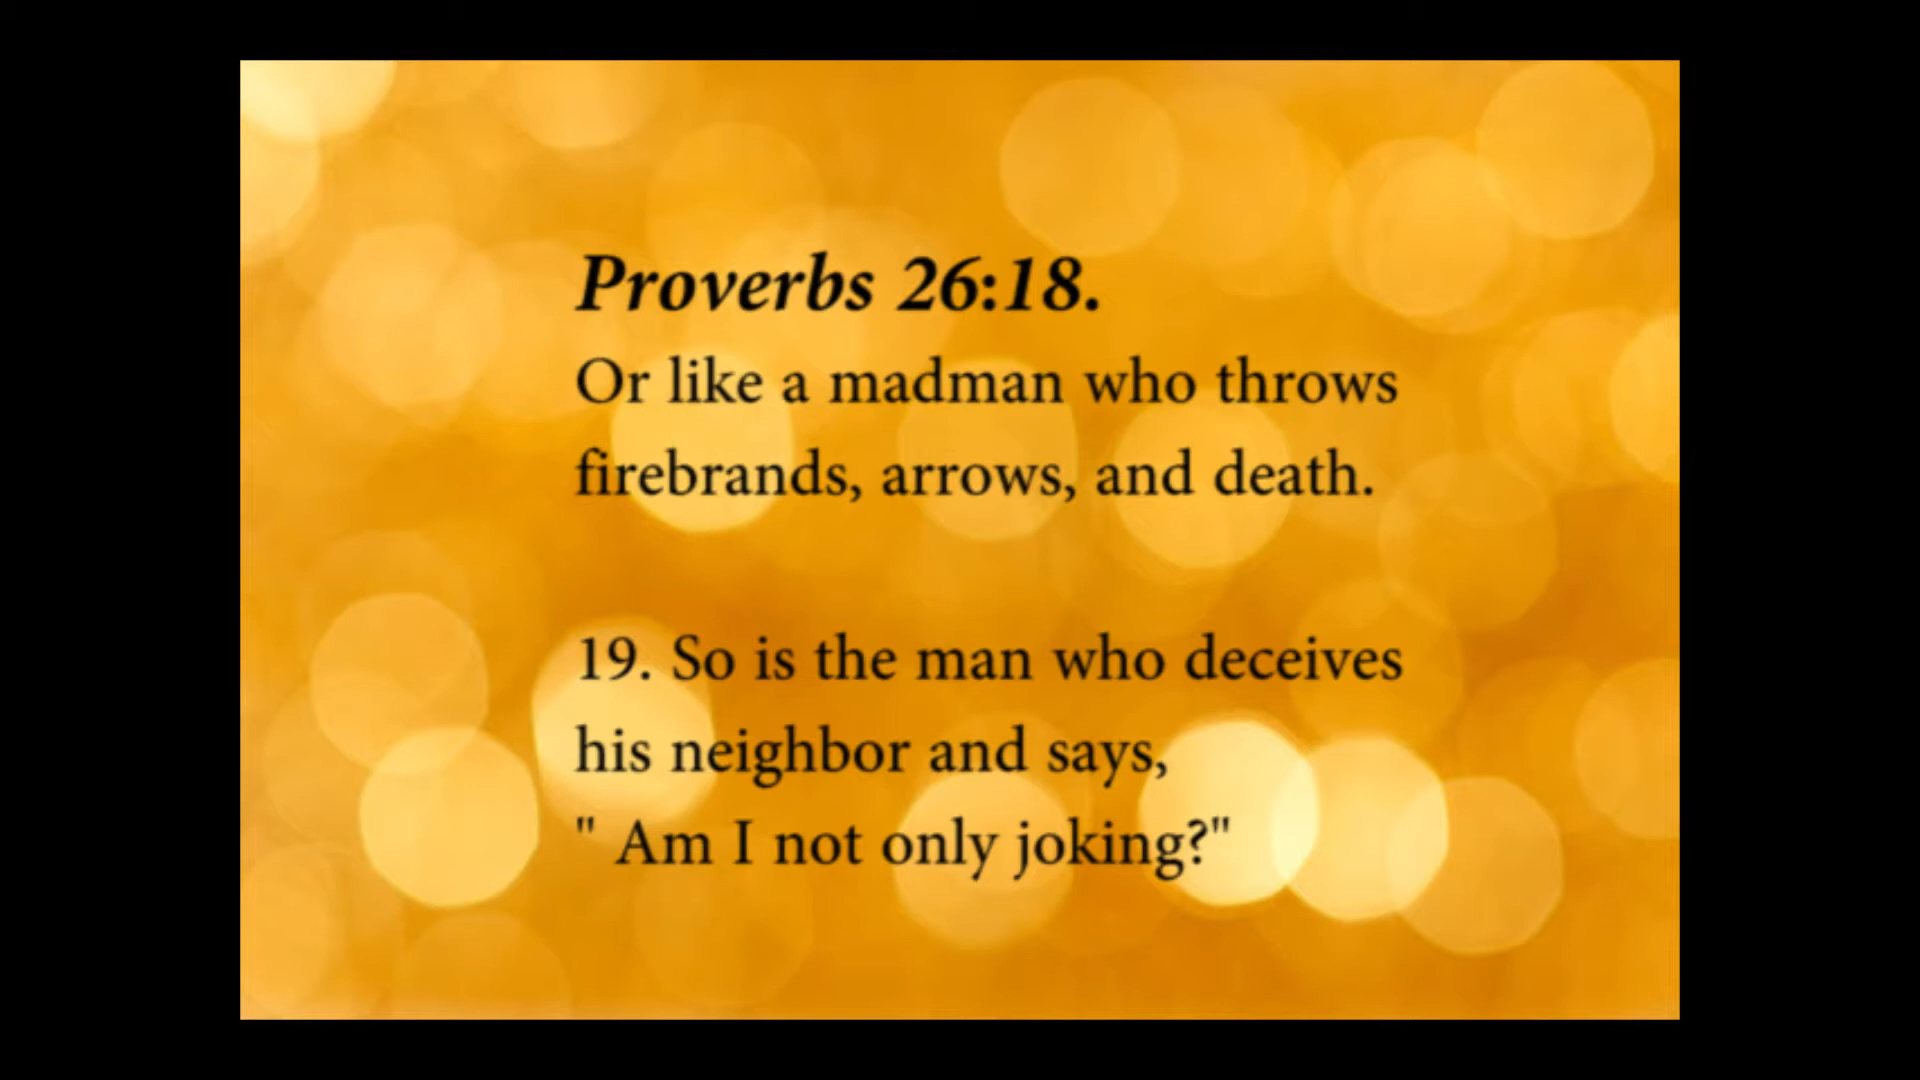 Proverbs 26:18.
Or like a madman who throws
firebrands, arrows, and death.
19. So is the man who deceives
his neighbor and says,
" Am I not only joking?"